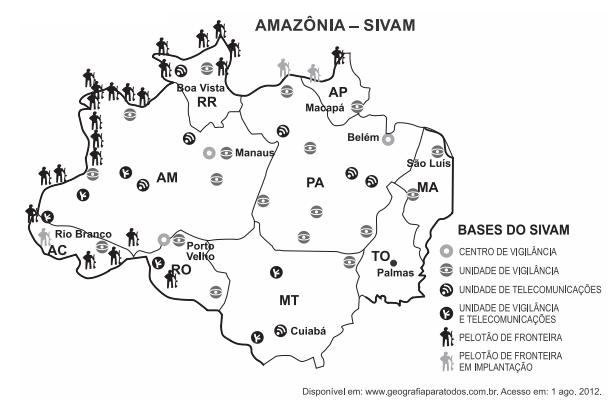 AMAZÔNIA – SIVAM
Boa Vista
RR
AP
Macapá
Belém
Manaus
São Luís
AM
PA
MA
Rio Branco
AC
Porto
Velho
RO
TO
Palmas
MT
Cuiabá
BASES DO SIVAM
CENTRO DE VIGILÂNCIA
UNIDADE DE VIGILÂNCIA
UNIDADE DE TELECOMUNICAÇÕES
UNIDADE DE VIGILÂNCIA
E TELECOMUNICAÇÕES
PELOTÃO DE FRONTEIRA
PELOTÃO DE FRONTEIRA
EM IMPLANTAÇÃO
Disponível em: www.geografiaparatodos.com.br. Acesso em: 1 ago. 2012.